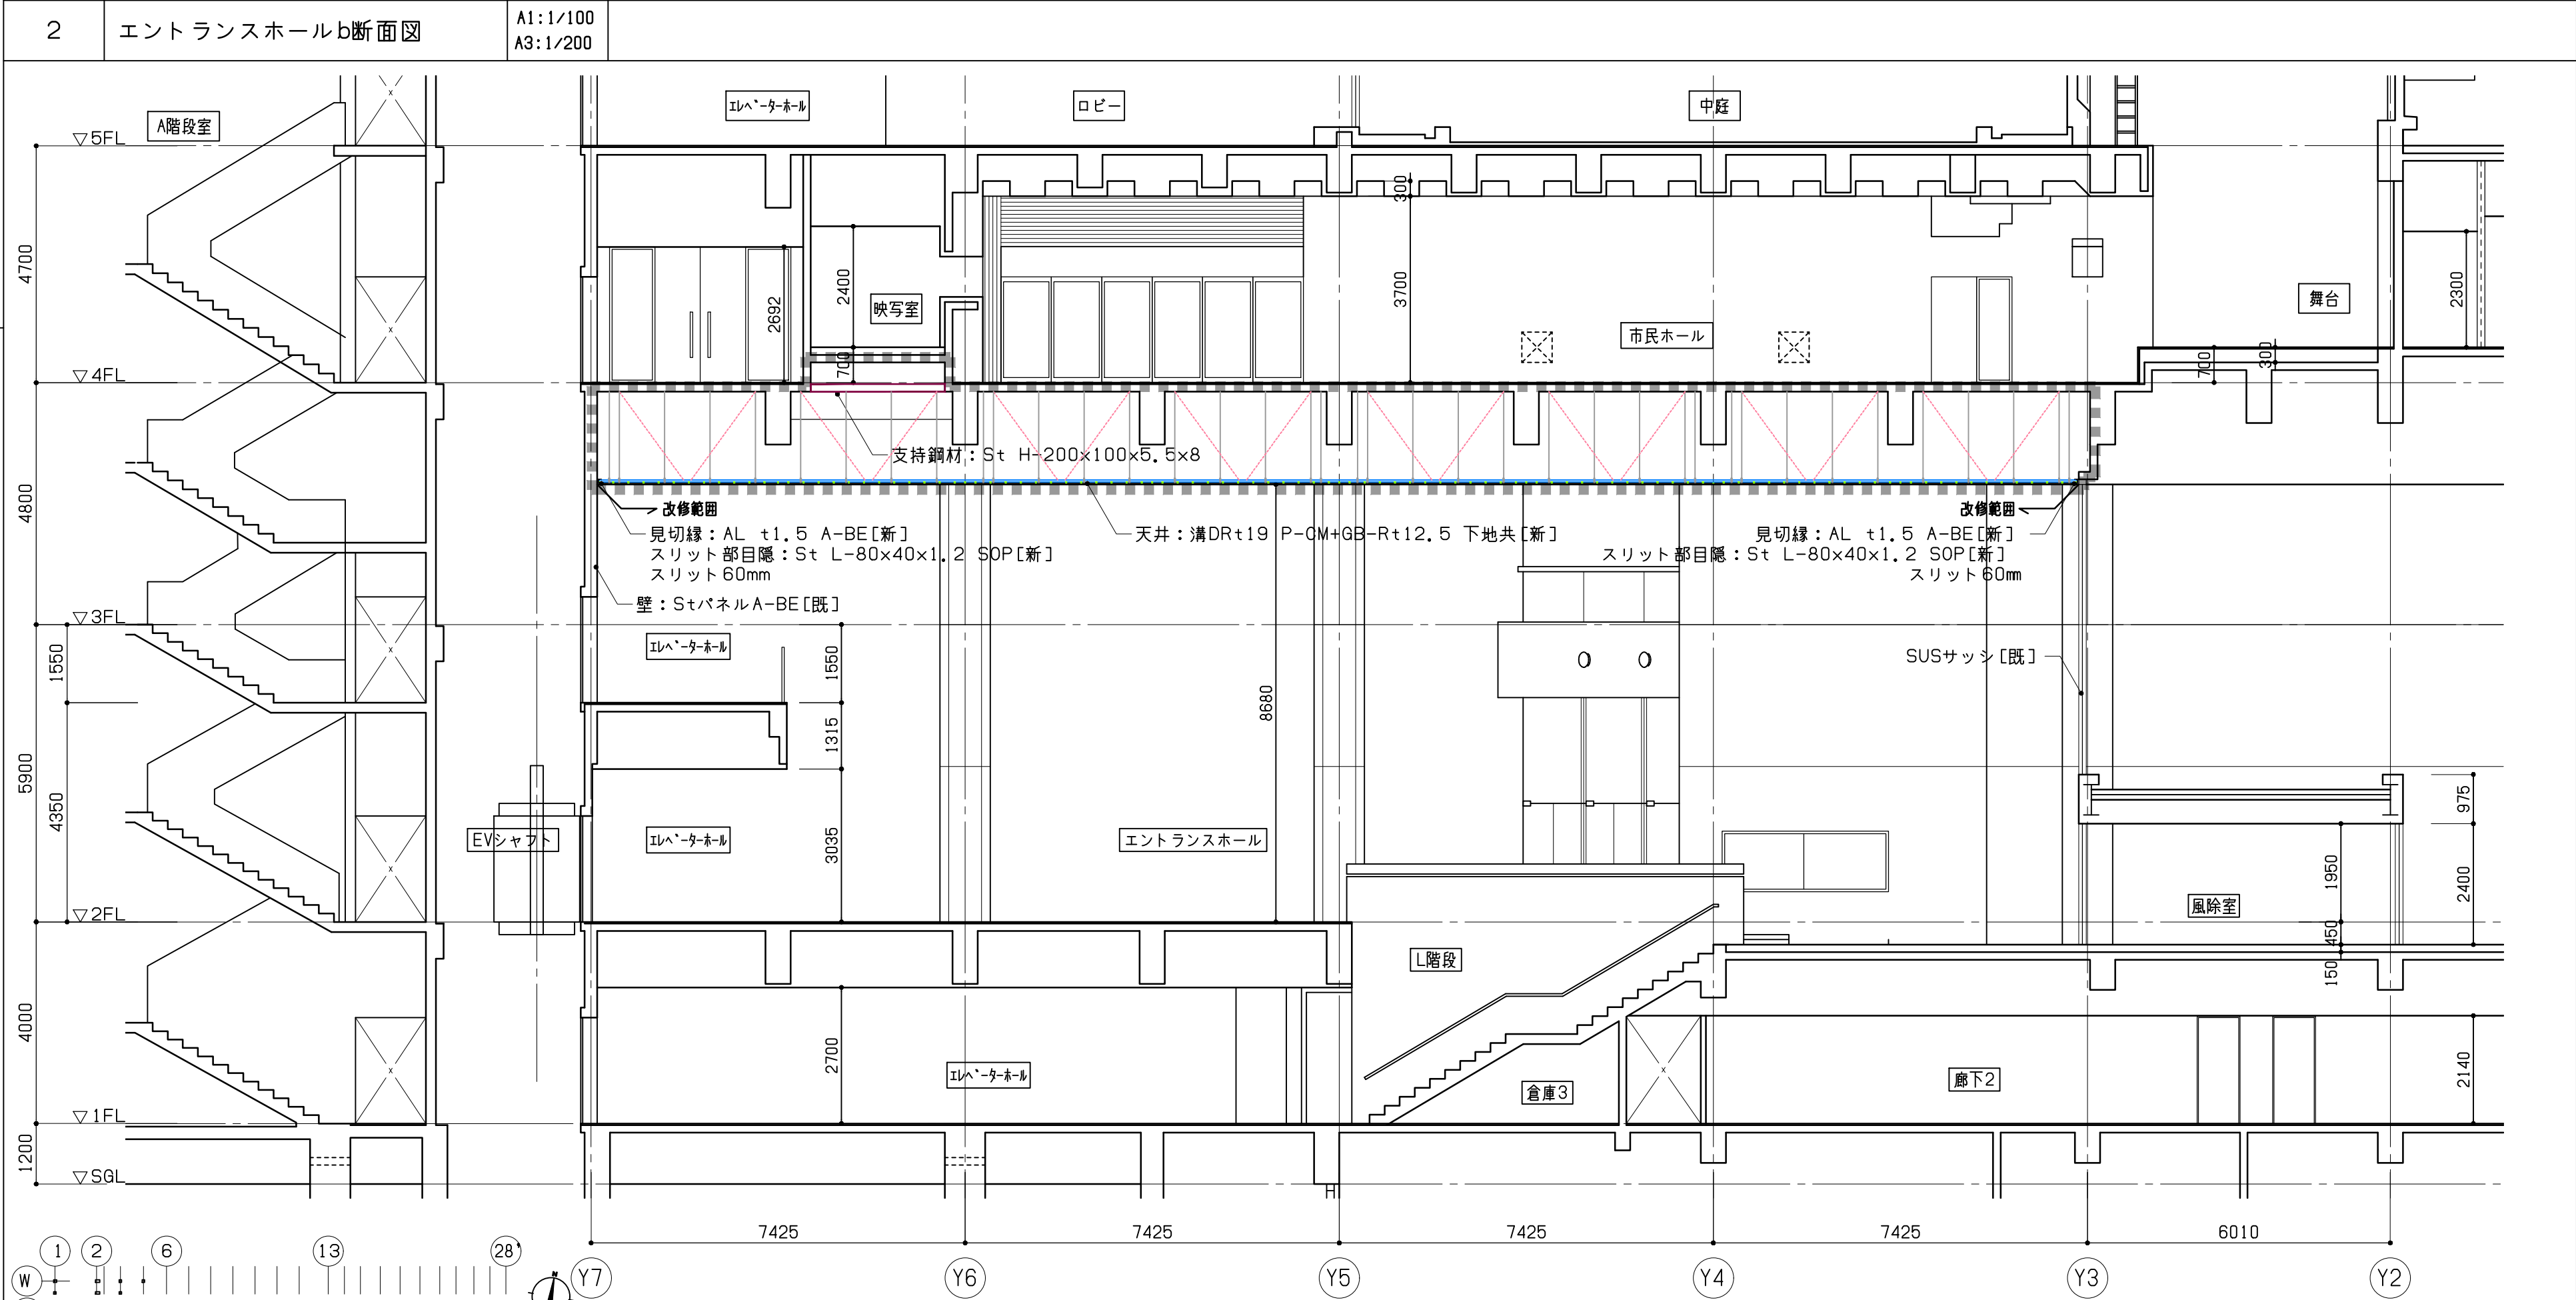 2
エントランスホールb断面図
A1:1/100
A3:1/200
A階段室
エレベーターホール
ロビー
中庭
▽5FL
4700
300
2400
2692
映写室
3700
市民ホール
舞台
2300
700
700
300
▽4FL
支持鋼材：St H-200x100x5.5x8
4800
改修範囲
見切縁：AL t1.5 A-BE[新]
スリット部目隠：St L-80x40x1.2 SOP[新]
スリット60mm
天井：溝DRt19 P-CM+GB-Rt12.5 下地共[新]
改修範囲
見切縁：AL t1.5 A-BE[新]
スリット部目隠：St L-80x40x1.2 SOP[新]
スリット60㎜
壁：StパネルA-BE[既]
▽3FL
エレベーターホール
1550
1550
SUSサッシ[既]
8680
1315
5900
4350
975
EVシャフト
エレベーターホール
3035
エントランスホール
1950
2400
風除室
▽2FL
450
L階段
150
4000
2700
エレベーターホール
倉庫3
廊下2
2140
▽1FL
1200
▽SGL
7425
7425
7425
7425
6010
1
2
6
13
28'
W
N
Y7
Y6
Y5
Y4
Y3
Y2